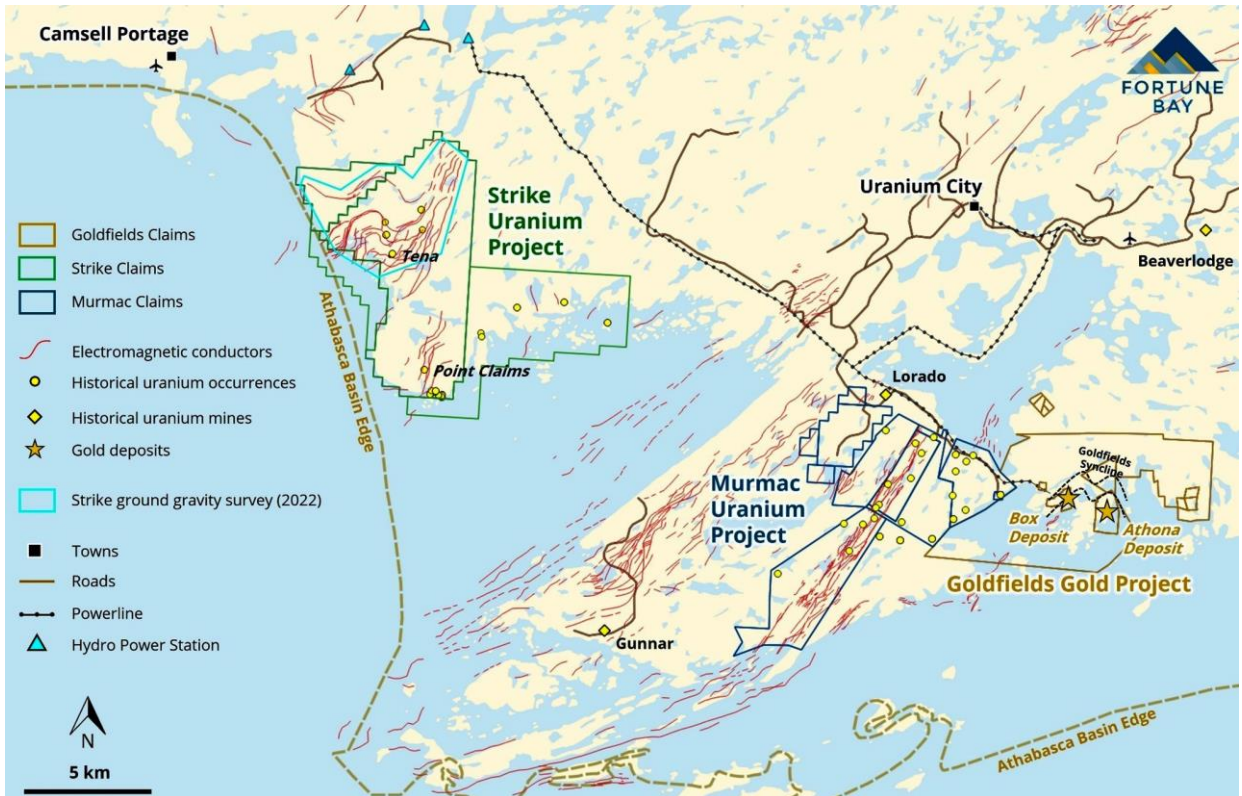 Camsell Portage
FORTUNE
BAY
Uranium City
Beaverlodge
Strike
Uranium
Project
Tena
Goldfields Claims
Strike Claims
Murmac Claims
Electromagnetic conductors
Historical uranium occurrences
Historical uranium mines
Gold deposits
Strike ground gravity survey (2022)
Towns
Roads
Powerline
Hydro Power Station
Athabasca Basin Edge
Point Claims
Lorado
Murmac
Uranium
Project
Goldfields
Syncline
Box
Deposit
Athona
Deposit
Goldfields Gold Project
Gunnar
N
5 km
Athabasca Basin Edge